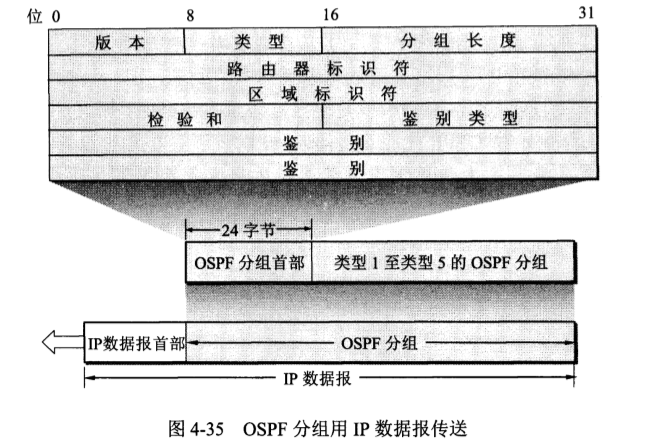 位 0 8 16 31
版 本 类 型 分 组 长 度
路 由 器 标 识 符
区 域 标 识 符
检 验 和 鉴 别 类 型
鉴 别
鉴 别
24 字节
OSPF 分组首部 类型 1 至类型 5 的 OSPF 分组
IP数据报首部 OSPF 分组
IP 数据报
图 4-35 OSPF 分组用 IP 数据报传送